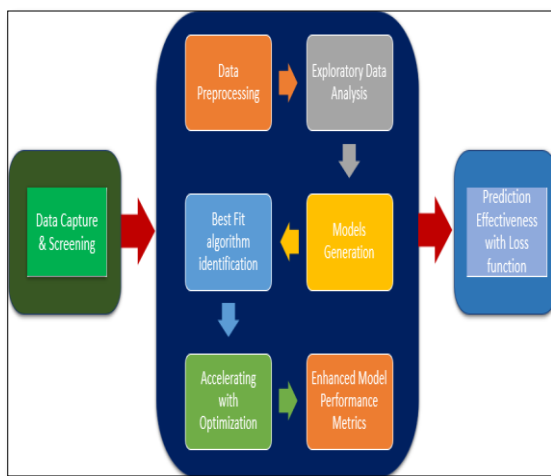 Data Capture
& Screening
Data
Preprocessing
Exploratory Data
Analysis
Models
Generation
Best Fit
algorithm
identification
Accelerating
with
Optimization
Enhanced Model
Performance
Metrics
Prediction
Effectiveness
with Loss
function